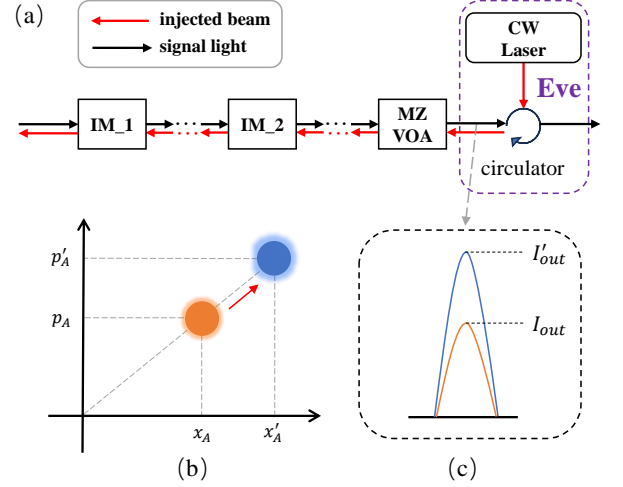 (a)
injected beam
signal light
CW
Laser
Eve
IM_1
IM_2
MZ
VOA
circulator
p′_A
p_A
x_A
x′_A
(b)
I′_out
I_out
(c)